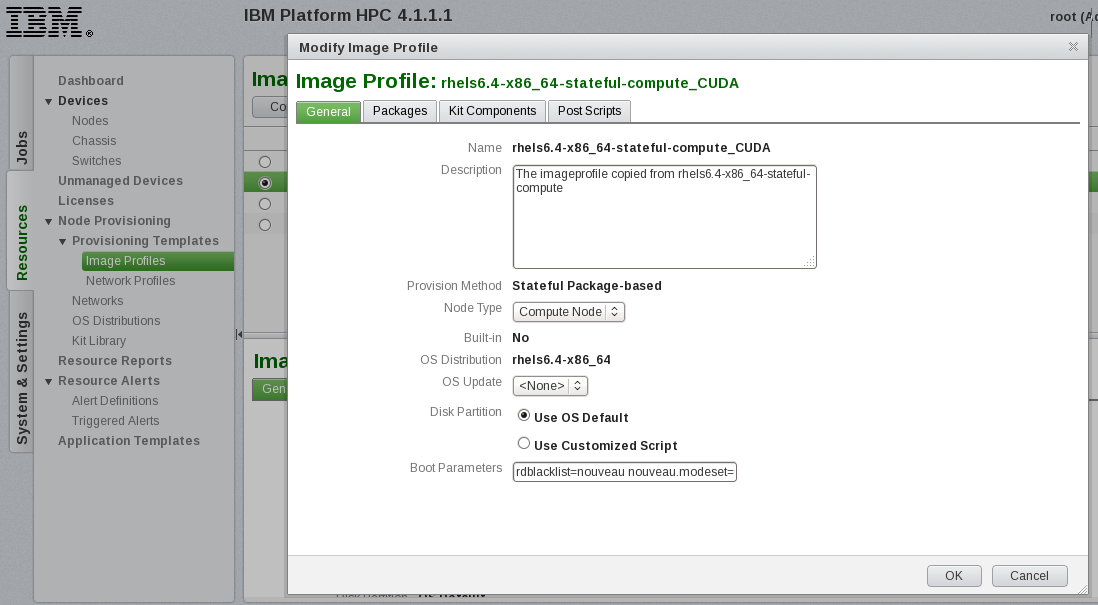 IBM
IBM Platform HPC 4.1.1.1
root (A
Jobs
Resources
System & Settings
Dashboard
Devices
Nodes
Chassis
Switches
Unmanaged Devices
Licenses
Node Provisioning
Provisioning Templates
Image Profiles
Network Profiles
Networks
OS Distributions
Kit Library
Resource Reports
Resource Alerts
Alert Definitions
Triggered Alerts
Application Templates
Ima
Co
Ima
Gen
Modify Image Profile
Image Profile: rhels6.4-x86_64-stateful-compute_CUDA
General Packages Kit Components Post Scripts
Name rhels6.4-x86_64-stateful-compute_CUDA
Description The imageprofile copied from rhels6.4-x86_64-stateful-
compute
Provision Method Stateful Package-based
Node Type Compute Node
Built-in No
OS Distribution rhels6.4-x86_64
OS Update <None>
Disk Partition Use OS Default
Use Customized Script
Boot Parameters rdblacklist=nouveau nouveau.modeset=
OK Cancel